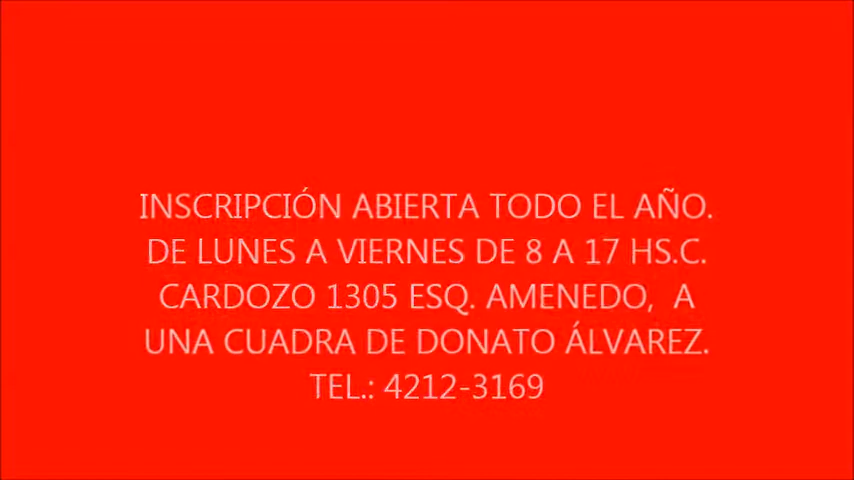 INSCRIPCIÓN ABIERTA TODO EL AÑO.
DE LUNES A VIERNES DE 8 A 17 HS.C.
CARDOZO 1305 ESQ. AMENEDO, A
UNA CUADRA DE DONATO ÁLVAREZ.
TEL.: 4212-3169